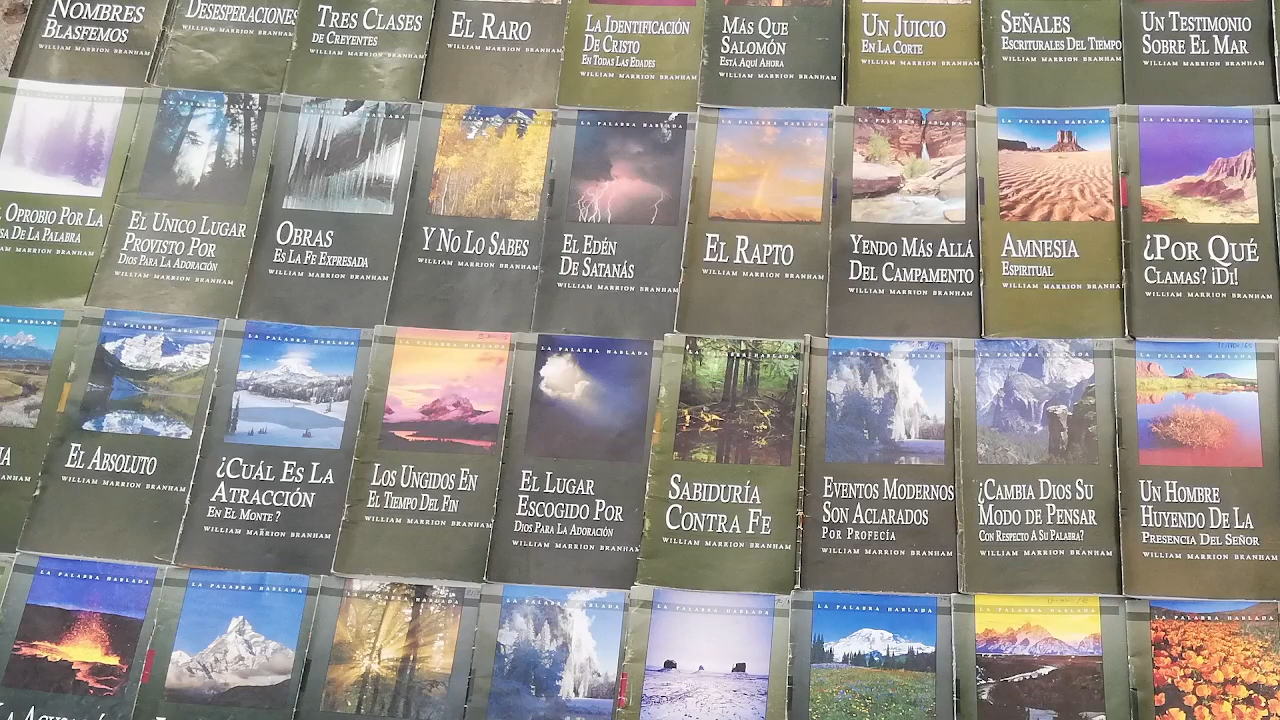 NOMBRES
BLASFEMOS
WILLIAM MARRION BRANHAM
DESESPERACIONES
WILLIAM MARRION BRANHAM
TRES CLASES
DE CREYENTES
WILLIAM MARRION BRANHAM
EL RARO
WILLIAM MARRION BRANHAM
LA IDENTIFICACIÓN
DE CRISTO
EN TODAS LAS EDADES
WILLIAM MARRION BRANHAM
MÁS QUE
SALOMÓN
ESTÁ AQUÍ AHORA
WILLIAM MARRION BRANHAM
UN JUICIO
EN LA CORTE
WILLIAM MARRION BRANHAM
SEÑALES
ESCRITURALES DEL TIEMPO
WILLIAM MARRION BRANHAM
UN TESTIMONIO
SOBRE EL MAR
WILLIAM MARRION BRANHAM
OPROBIO POR LA
SA DE LA PALABRA
WILLIAM MARRION BRANHAM
LA PALABRA HABLADA
EL UNICO LUGAR
PROVISTO POR
DIOS PARA LA ADORACIÓN
WILLIAM MARRION BRANHAM
LA PALABRA HABLADA
OBRAS
ES LA FE EXPRESADA
WILLIAM MARRION BRANHAM
LA PALABRA HABLADA
Y NO LO SABES
WILLIAM MARRION BRANHAM
LA PALABRA HABLADA
EL EDÉN
DE SATANÁS
WILLIAM MARRION BRANHAM
LA PALABRA HABLADA
EL RAPTO
WILLIAM MARRION BRANHAM
LA PALABRA HABLADA
YENDO MÁS ALLÁ
DEL CAMPAMENTO
WILLIAM MARRION BRANHAM
LA PALABRA HABLADA
AMNESIA
ESPIRITUAL
WILLIAM MARRION BRANHAM
LA PALABRA HABLADA
¿POR QUÉ
CLAMAS? ¡DI!
WILLIAM MARRION BRANHAM
HABLADA
IA
ANHAM
LA PALABRA HABLADA
EL ABSOLUTO
WILLIAM MARRION BRANHAM
LA PALABRA HABLADA
¿CUÁL ES LA
ATRACCIÓN
EN EL MONTE?
WILLIAM MARRION BRANHAM
LA PALABRA HABLADA
LOS UNGIDOS EN
EL TIEMPO DEL FIN
WILLIAM MARRION BRANHAM
LA PALABRA HABLADA
EL LUGAR
ESCOGIDO POR
DIOS PARA LA ADORACIÓN
WILLIAM MARRION BRANHAM
LA PALABRA HABLADA
SABIDURÍA
CONTRA FE
WILLIAM MARRION BRANHAM
LA PALABRA HABLADA
EVENTOS MODERNOS
SON ACLARADOS
POR PROFECÍA
WILLIAM MARRION BRANHAM
LA PALABRA HABLADA
¿CAMBIA DIOS SU
MODO DE PENSAR
CON RESPECTO A SU PALABRA?
WILLIAM MARRION BRANHAM
LA PALABRA HABLADA
UN HOMBRE
HUYENDO DE LA
PRESENCIA DEL SEÑOR
WILLIAM MARRION BRANHAM
LA PALABRA HABLADA
LA PALABRA HABLADA
LA PALABRA HABLADA
LA PALABRA HABLADA
LA PALABRA HABLADA
LA PALABRA HABLADA
LA PALABRA HABLADA
LA PALABRA HABLADA